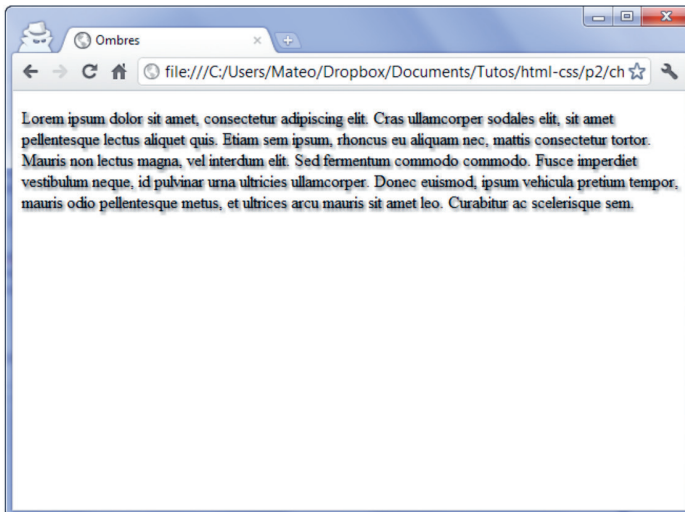 Ombres
file:///C:/Users/Mateo/Dropbox/Documents/Tutos/html-css/p2/ch
Lorem ipsum dolor sit amet, consectetur adipiscing elit. Cras ullamcorper sodales elit, sit amet
pellentesque lectus aliquet quis. Etiam sem ipsum, rhoncus eu aliquam nec, mattis consectetur tortor.
Mauris non lectus magna, vel interdum elit. Sed fermentum commodo commodo. Fusce imperdiet
vestibulum neque, id pulvinar urna ultricies ullamcorper. Donec euismod, ipsum vehicula pretium tempor,
mauris odio pellentesque metus, et ultrices arcu mauris sit amet leo. Curabitur ac scelerisque sem.